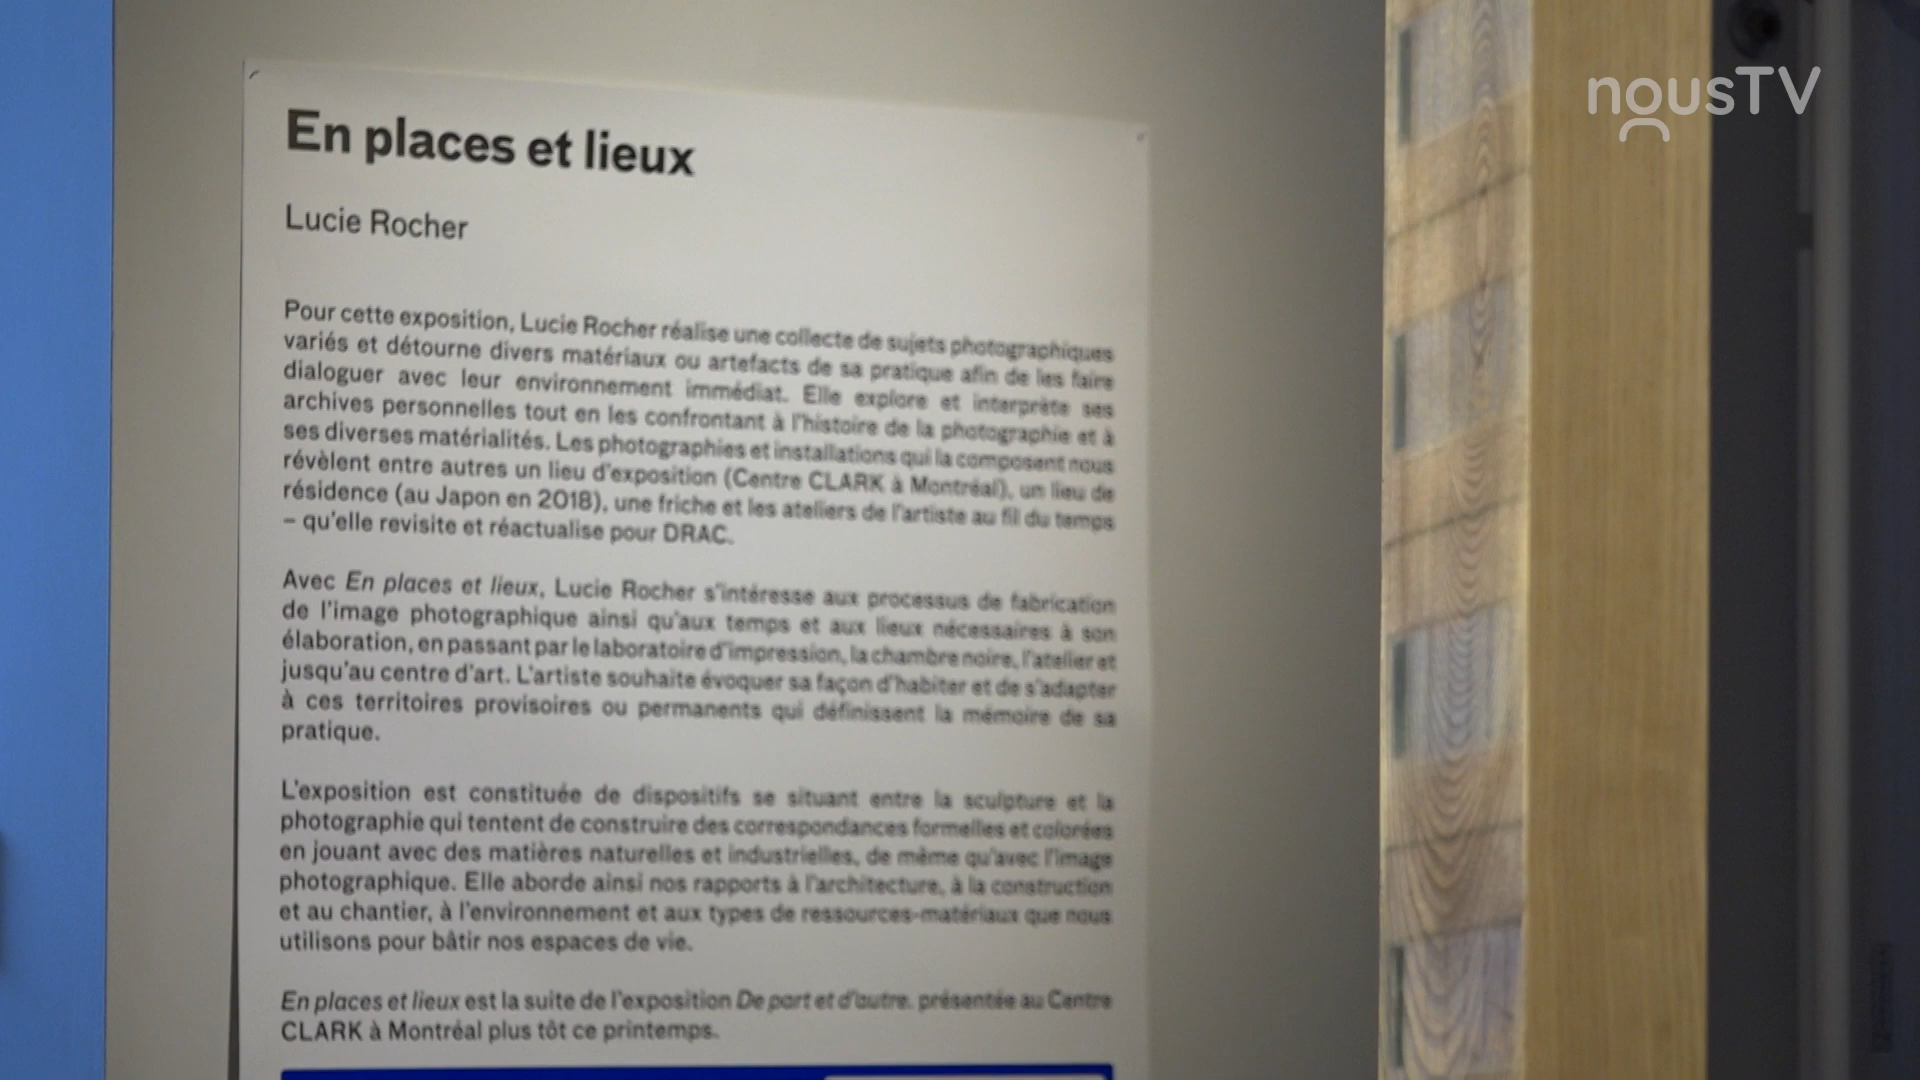 nousTV
En places et lieux
Lucie Rocher
Pour cette exposition, Lucie Rocher réalise une collecte de sujets photographiques
variés et détourne divers matériaux ou artefacts de sa pratique afin de les faire
dialoguer avec leur environnement immédiat. Elle explore et interprète ses
archives personnelles tout en les confrontant à l'histoire de la photographie et à
ses diverses matérialités. Les photographies et installations qui la composent nous
révèlent entre autres un lieu d'exposition (Centre CLARK à Montréal), un lieu de
résidence (au Japon en 2018), une friche et les ateliers de l'artiste au fil du temps
– qu'elle revisite et réactualise pour DRAC.
Avec En places et lieux, Lucie Rocher s'intéresse aux processus de fabrication
de l'image photographique ainsi qu'aux temps et aux lieux nécessaires à son
élaboration, en passant par le laboratoire d'impression, la chambre noire, l'atelier et
jusqu'au centre d'art. L'artiste souhaite évoquer sa façon d'habiter et de s'adapter
à ces territoires provisoires ou permanents qui définissent la mémoire de sa
pratique.
L'exposition est constituée de dispositifs se situant entre la sculpture et la
photographie qui tentent de construire des correspondances formelles et colorées
en jouant avec des matières naturelles et industrielles, de même qu'avec l'image
photographique. Elle aborde ainsi nos rapports à l'architecture, à la construction
et au chantier, à l'environnement et aux types de ressources-matériaux que nous
utilisons pour bâtir nos espaces de vie.
En places et lieux est la suite de l'exposition De part et d'autre, présentée au Centre
CLARK à Montréal plus tôt ce printemps.